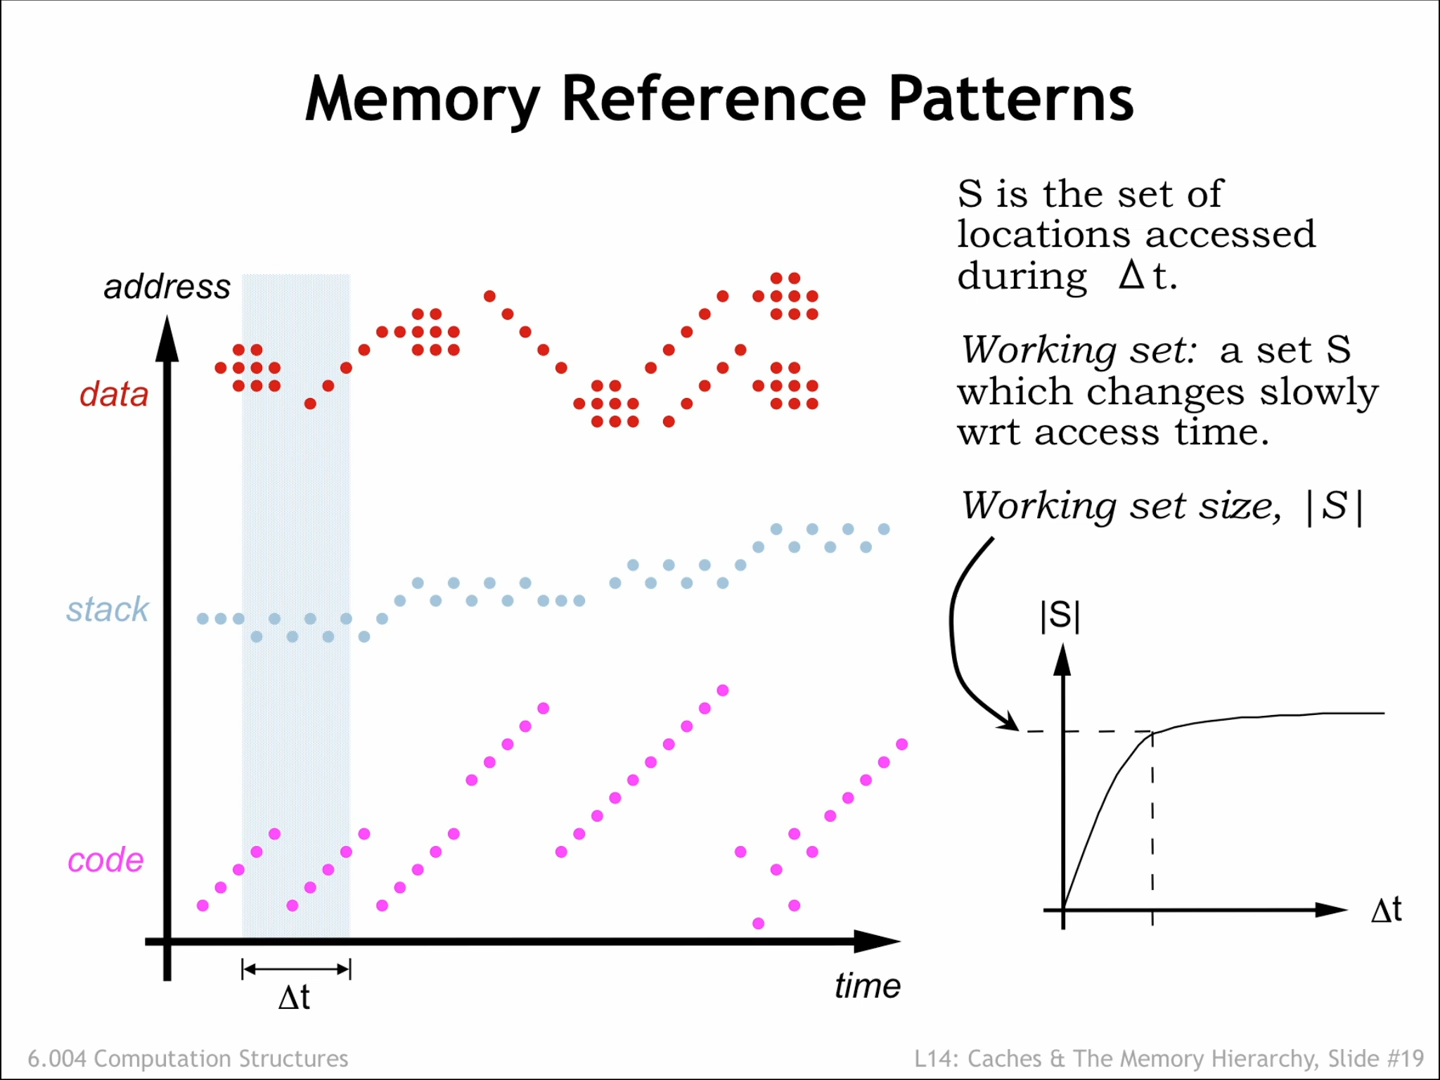 Memory Reference Patterns
S is the set of
locations accessed
during Δt.
Working set: a set S
which changes slowly
wrt access time.
Working set size, |S|
address
data
stack
code
Δt
time
|S|
Δt
6.004 Computation Structures
L14: Caches & The Memory Hierarchy, Slide #19